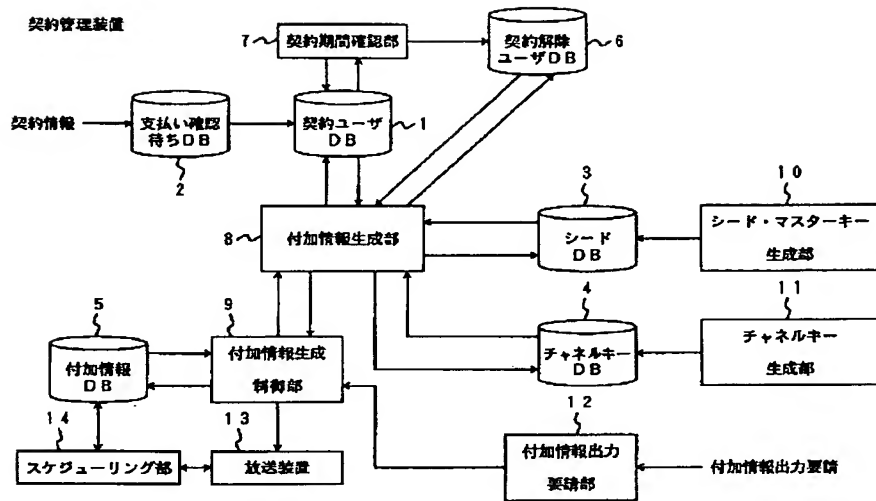 契約管理装置
7
契約期間確認部
契約解除
ユーザDB
6
契約情報
支払い確認
待ちDB
2
契約ユーザ
DB
1
8
付加情報生成部
3
シード
DB
10
シード・マスターキー
生成部
4
チャネルキー
DB
11
チャネルキー
生成部
5
付加情報
DB
9
付加情報生成
制御部
12
付加情報出力
要請部
付加情報出力要請
14
スケジューリング部
13
放送装置